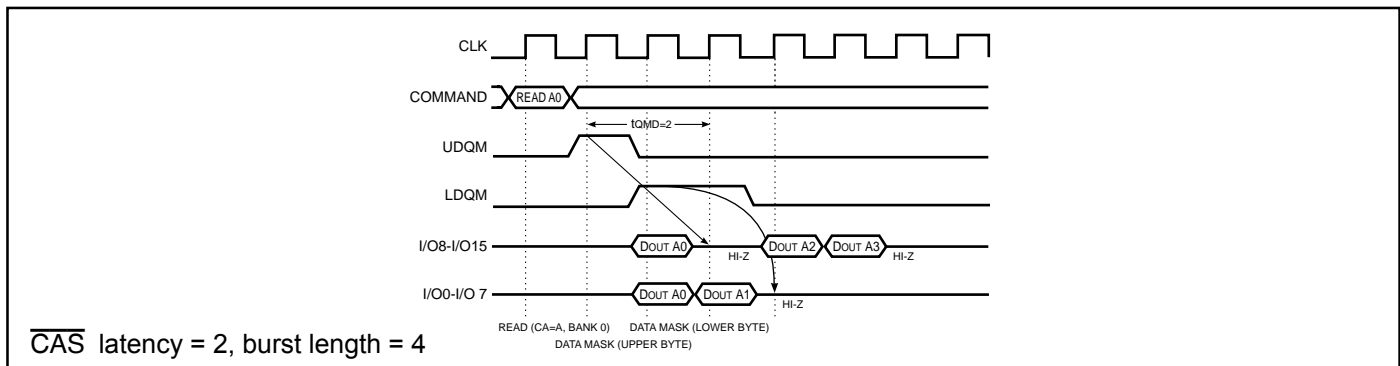 CLK
COMMAND READ A0
tQMD=2
UDQM
LDQM
I/O8-I/O15 DOUT A0 HI-Z DOUT A2 DOUT A3 HI-Z
I/O0-I/O 7 DOUT A0 DOUT A1 HI-Z
READ (CA=A, BANK 0) DATA MASK (LOWER BYTE)
DATA MASK (UPPER BYTE)
CAS latency = 2, burst length = 4